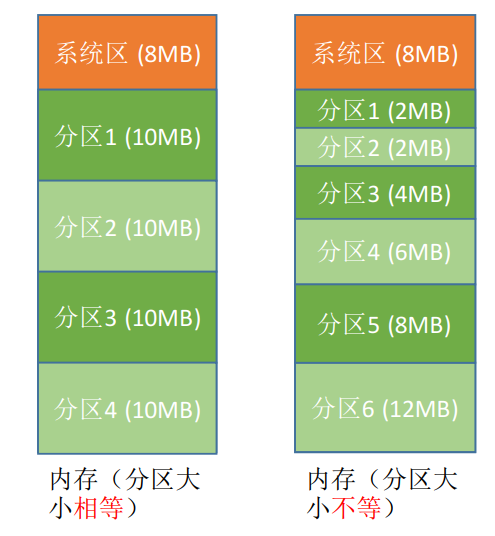 系统区 (8MB)
分区1 (10MB)
分区2 (10MB)
分区3 (10MB)
分区4 (10MB)
内存（分区大
小相等）
系统区 (8MB)
分区1 (2MB)
分区2 (2MB)
分区3 (4MB)
分区4 (6MB)
分区5 (8MB)
分区6 (12MB)
内存（分区大
小不等）